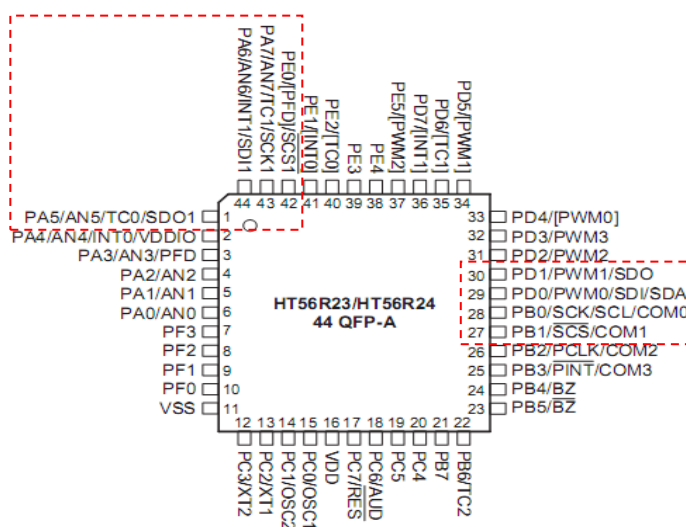 PA6/AN6/INT1/SDI1
PA7/AN7/TC1/SCK1
PE0/[PFD]/SCS1
PE1/[INT0]
PE2/[TC0]
PE3
PE4
PE5/[PWM2]
PD7/[INT1]
PD6/[TC1]
PD5/[PWM1]
44 43 42 41 40 39 38 37 36 35 34
PA5/AN5/TC0/SDO1 1
PA4/AN4/INT0/VDDIO 2
PA3/AN3/PFD 3
PA2/AN2 4
PA1/AN1 5
PA0/AN0 6
PF3 7
PF2 8
PF1 9
PF0 10
VSS 11
HT56R23/HT56R24
44 QFP-A
33 PD4/[PWM0]
32 PD3/PWM3
31 PD2/PWM2
30 PD1/PWM1/SDO
29 PD0/PWM0/SDI/SDA
28 PB0/SCK/SCL/COM0
27 PB1/SCS/COM1
26 PB2/PCLK/COM2
25 PB3/PINT/COM3
24 PB4/BZ
23 PB5/BZ
12 13 14 15 16 17 18 19 20 21 22
PC3/XT2
PC2/XT1
PC1/OSC2
PC0/OSC1
VDD
PC7/RES
PC6/AUD
PC5
PC4
PB7
PB6/TC2